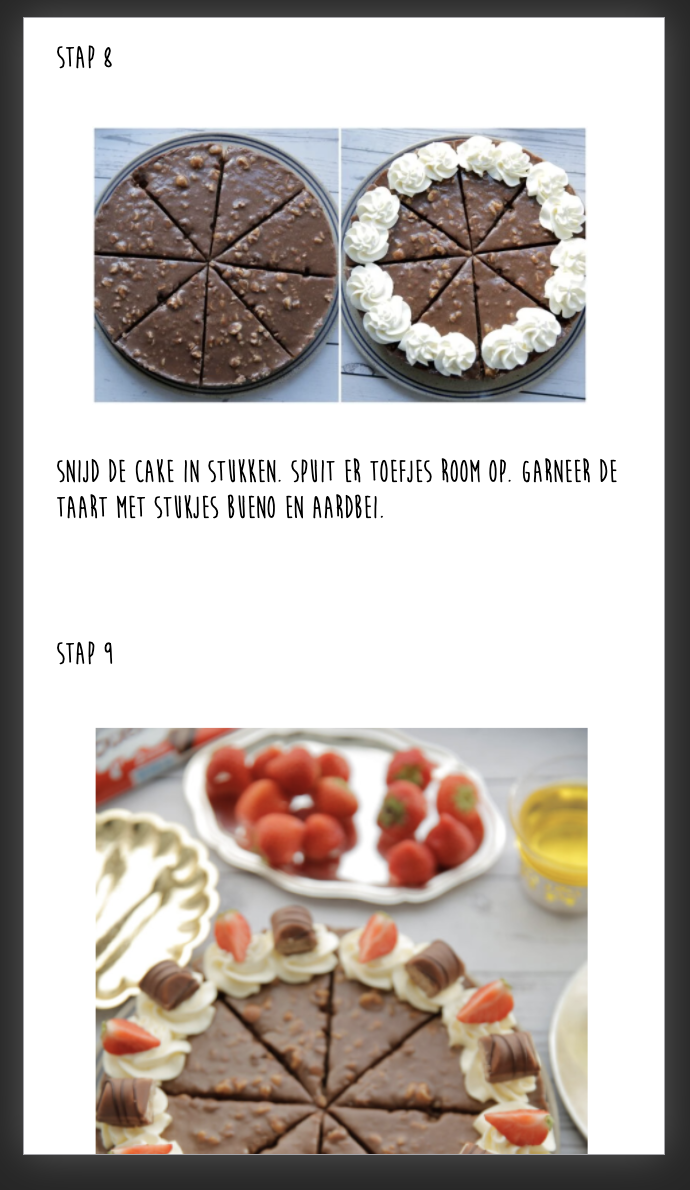 STAP 8
SNIJD DE CAKE IN STUKKEN. SPUIT ER TOEFJES ROOM OP. GARNEER DE
TAART MET STUKJES BUENO EN AARDBEI.
STAP 9